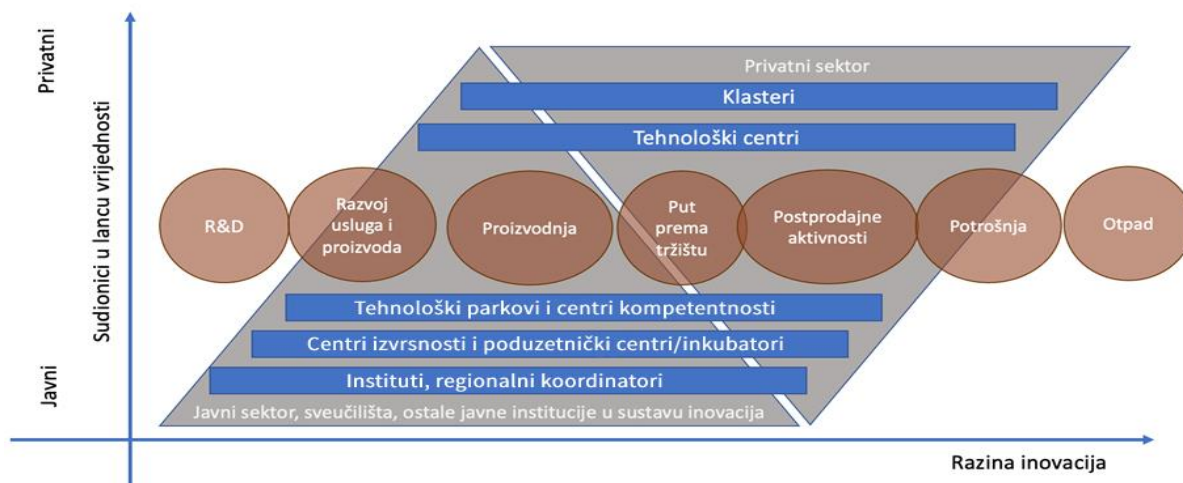 Privatni
Sudionici u lancu vrijednosti
Javni
Privatni sektor
Klasteri
Tehnološki centri
R&D
Razvoj
usluga i
proizvoda
Proizvodnja
Put
prema
tržištu
Postprodajne
aktivnosti
Potrošnja
Otpad
Tehnološki parkovi i centri kompetentnosti
Centri izvrsnosti i poduzetnički centri/inkubatori
Instituti, regionalni koordinatori
Javni sektor, sveučilišta, ostale javne institucije u sustavu inovacija
Razina inovacija